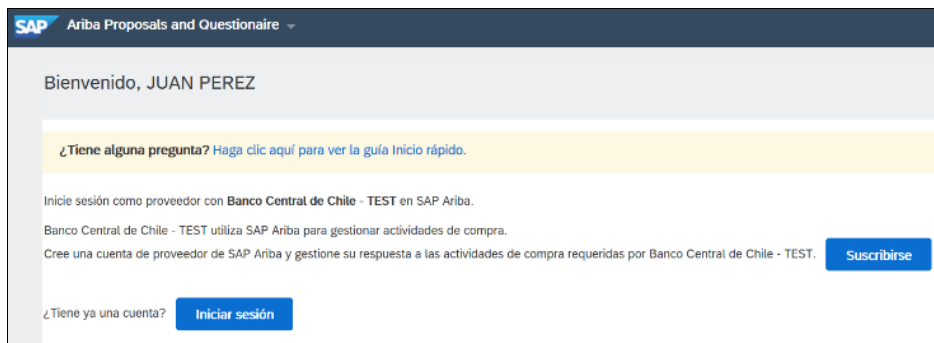 SAP Ariba Proposals and Questionaire
Bienvenido, JUAN PEREZ
¿Tiene alguna pregunta? Haga clic aquí para ver la guía Inicio rápido.
Inicie sesión como proveedor con Banco Central de Chile - TEST en SAP Ariba.
Banco Central de Chile - TEST utiliza SAP Ariba para gestionar actividades de compra.
Cree una cuenta de proveedor de SAP Ariba y gestione su respuesta a las actividades de compra requeridas por Banco Central de Chile - TEST. Suscribirse
¿Tiene ya una cuenta? Iniciar sesión